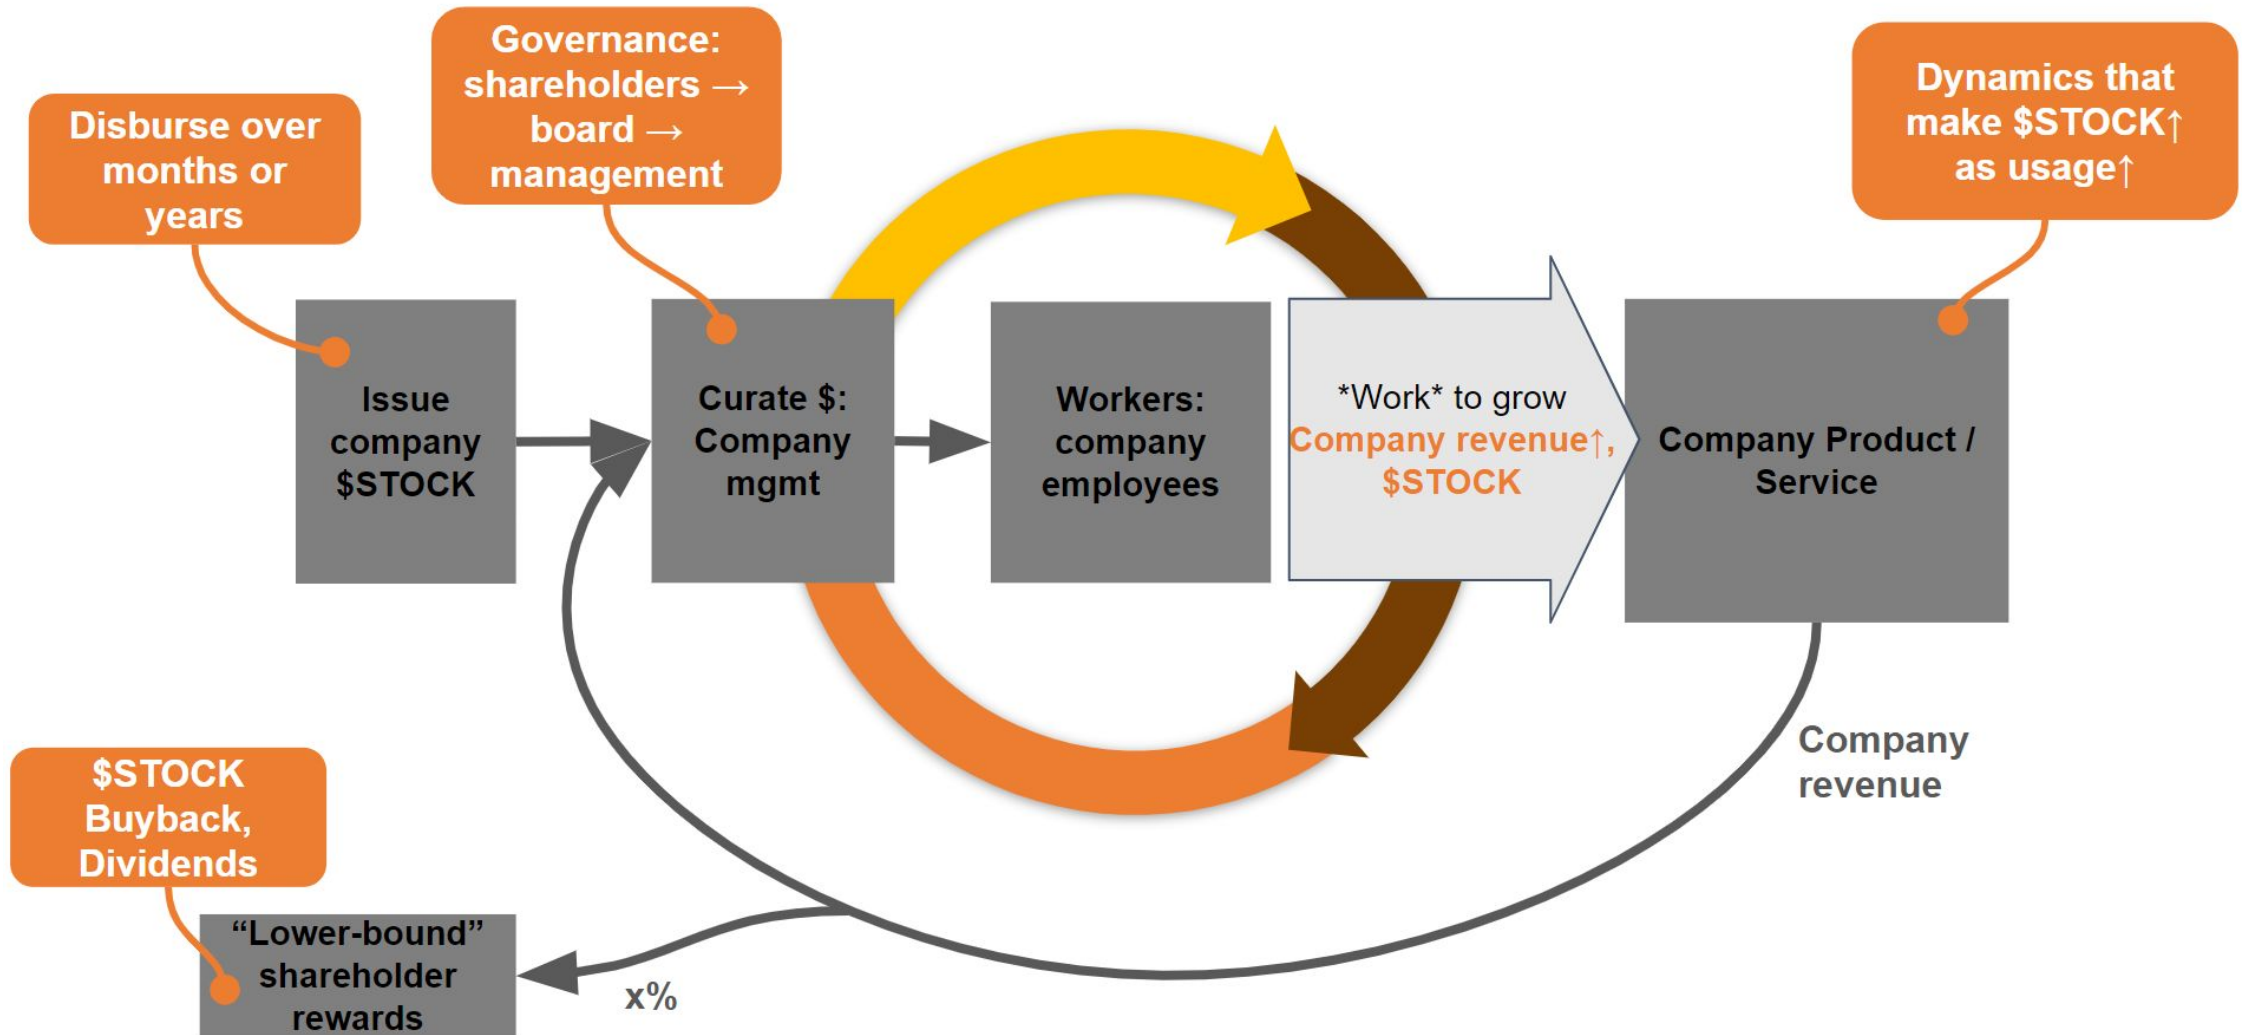 Governance:
shareholders →
board →
management
Dynamics that
make $STOCK↑
as usage↑
Disburse over
months or
years
Issue
company
$STOCK
Curate $:
Company
mgmt
Workers:
company
employees
*Work* to grow
Company revenue↑,
$STOCK
Company Product /
Service
Company
revenue
$STOCK
Buyback,
Dividends
“Lower-bound”
shareholder
rewards
x%